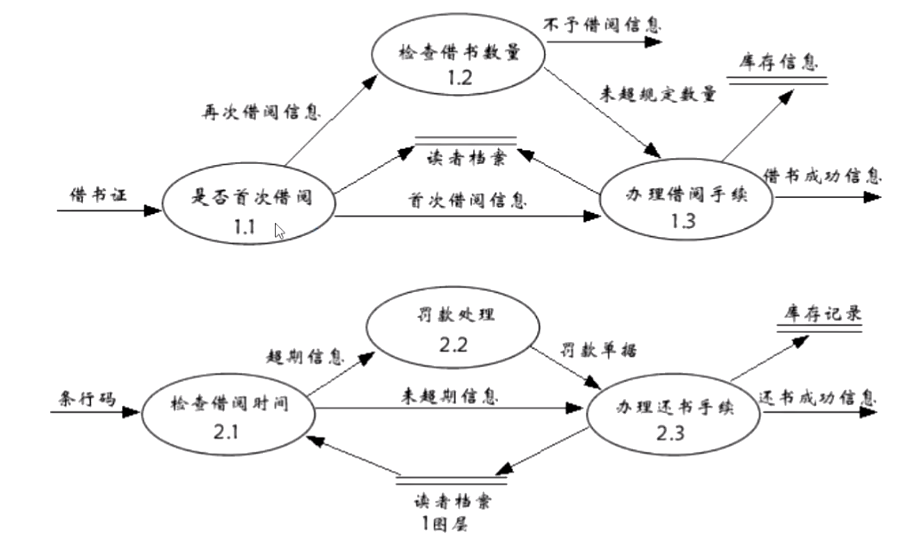 不予借阅信息
检查借书数量
1.2
库存信息
未超规定数量
再次借阅信息
读者档案
借书证
是否首次借阅
1.1
首次借阅信息
办理借阅手续
1.3
借书成功信息
罚款处理
2.2
库存记录
超期信息
罚款单据
条行码
检查借阅时间
2.1
未超期信息
办理还书手续
2.3
还书成功信息
读者档案
1图层